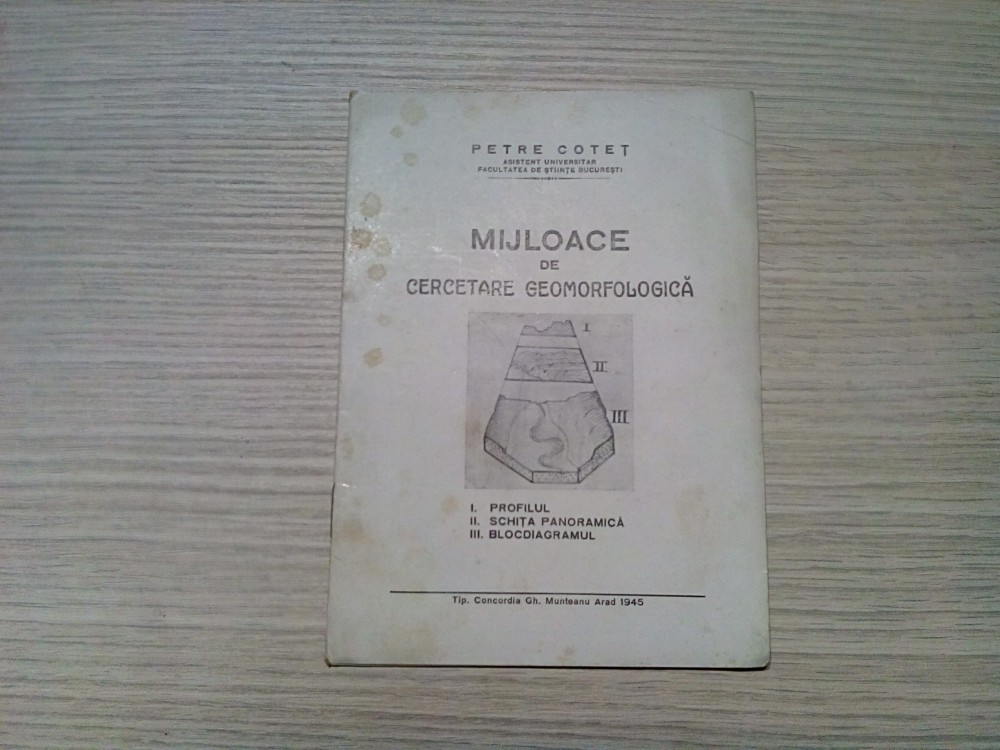 PETRE COTEȚ
ASISTENT UNIVERSITAR
FACULTATEA DE ȘTIINȚE BUCUREȘTI
MIJLOACE
DE
CERCETARE GEOMORFOLOGICĂ
I
II
III
I. PROFILUL
II. SCHIȚA PANORAMICĂ
III. BLOCDIAGRAMUL
Tip. Concordia Gh. Munteanu Arad 1945